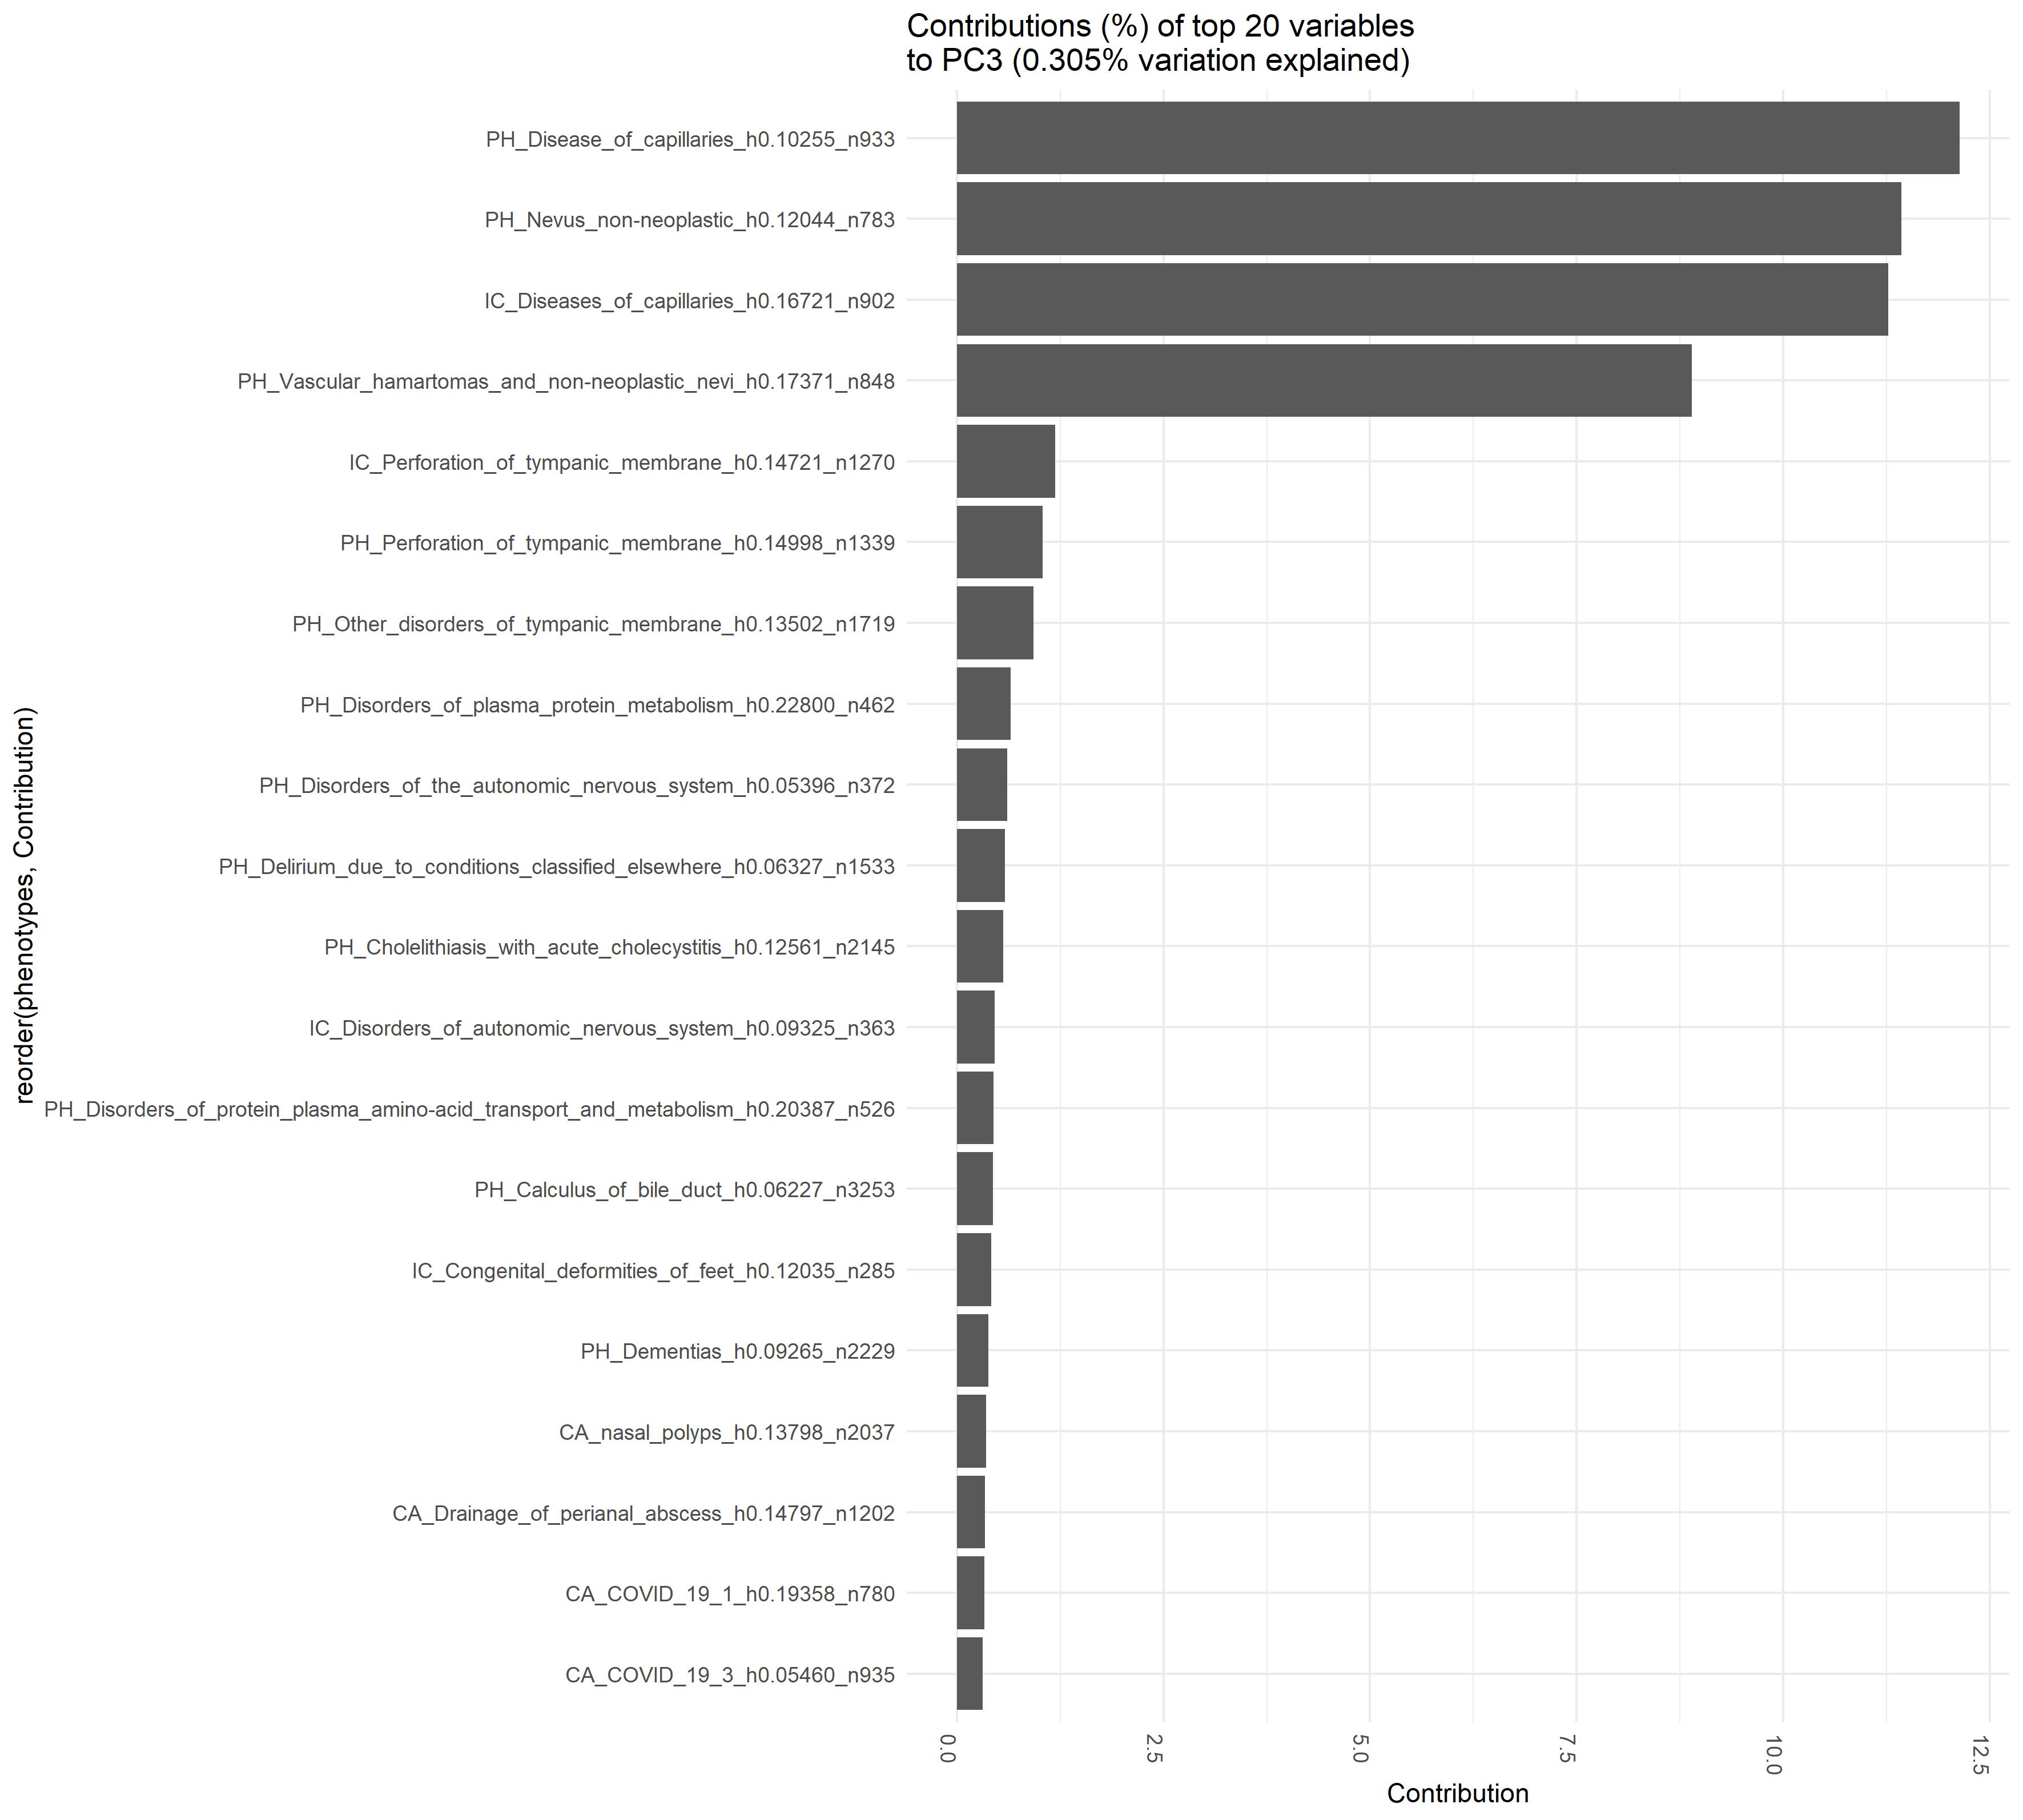 Contributions (%) of top 20 variables
to PC3 (0.305% variation explained)
reorder(phenotypes, Contribution)
PH_Disease_of_capillaries_h0.10255_n933
PH_Nevus_non-neoplastic_h0.12044_n783
IC_Diseases_of_capillaries_h0.16721_n902
PH_Vascular_hamartomas_and_non-neoplastic_nevi_h0.17371_n848
IC_Perforation_of_tympanic_membrane_h0.14721_n1270
PH_Perforation_of_tympanic_membrane_h0.14998_n1339
PH_Other_disorders_of_tympanic_membrane_h0.13502_n1719
PH_Disorders_of_plasma_protein_metabolism_h0.22800_n462
PH_Disorders_of_the_autonomic_nervous_system_h0.05396_n372
PH_Delirium_due_to_conditions_classified_elsewhere_h0.06327_n1533
PH_Cholelithiasis_with_acute_cholecystitis_h0.12561_n2145
IC_Disorders_of_autonomic_nervous_system_h0.09325_n363
PH_Disorders_of_protein_plasma_amino-acid_transport_and_metabolism_h0.20387_n526
PH_Calculus_of_bile_duct_h0.06227_n3253
IC_Congenital_deformities_of_feet_h0.12035_n285
PH_Dementias_h0.09265_n2229
CA_nasal_polyps_h0.13798_n2037
CA_Drainage_of_perianal_abscess_h0.14797_n1202
CA_COVID_19_1_h0.19358_n780
CA_COVID_19_3_h0.05460_n935
0.0
2.5
5.0
7.5
10.0
12.5
Contribution